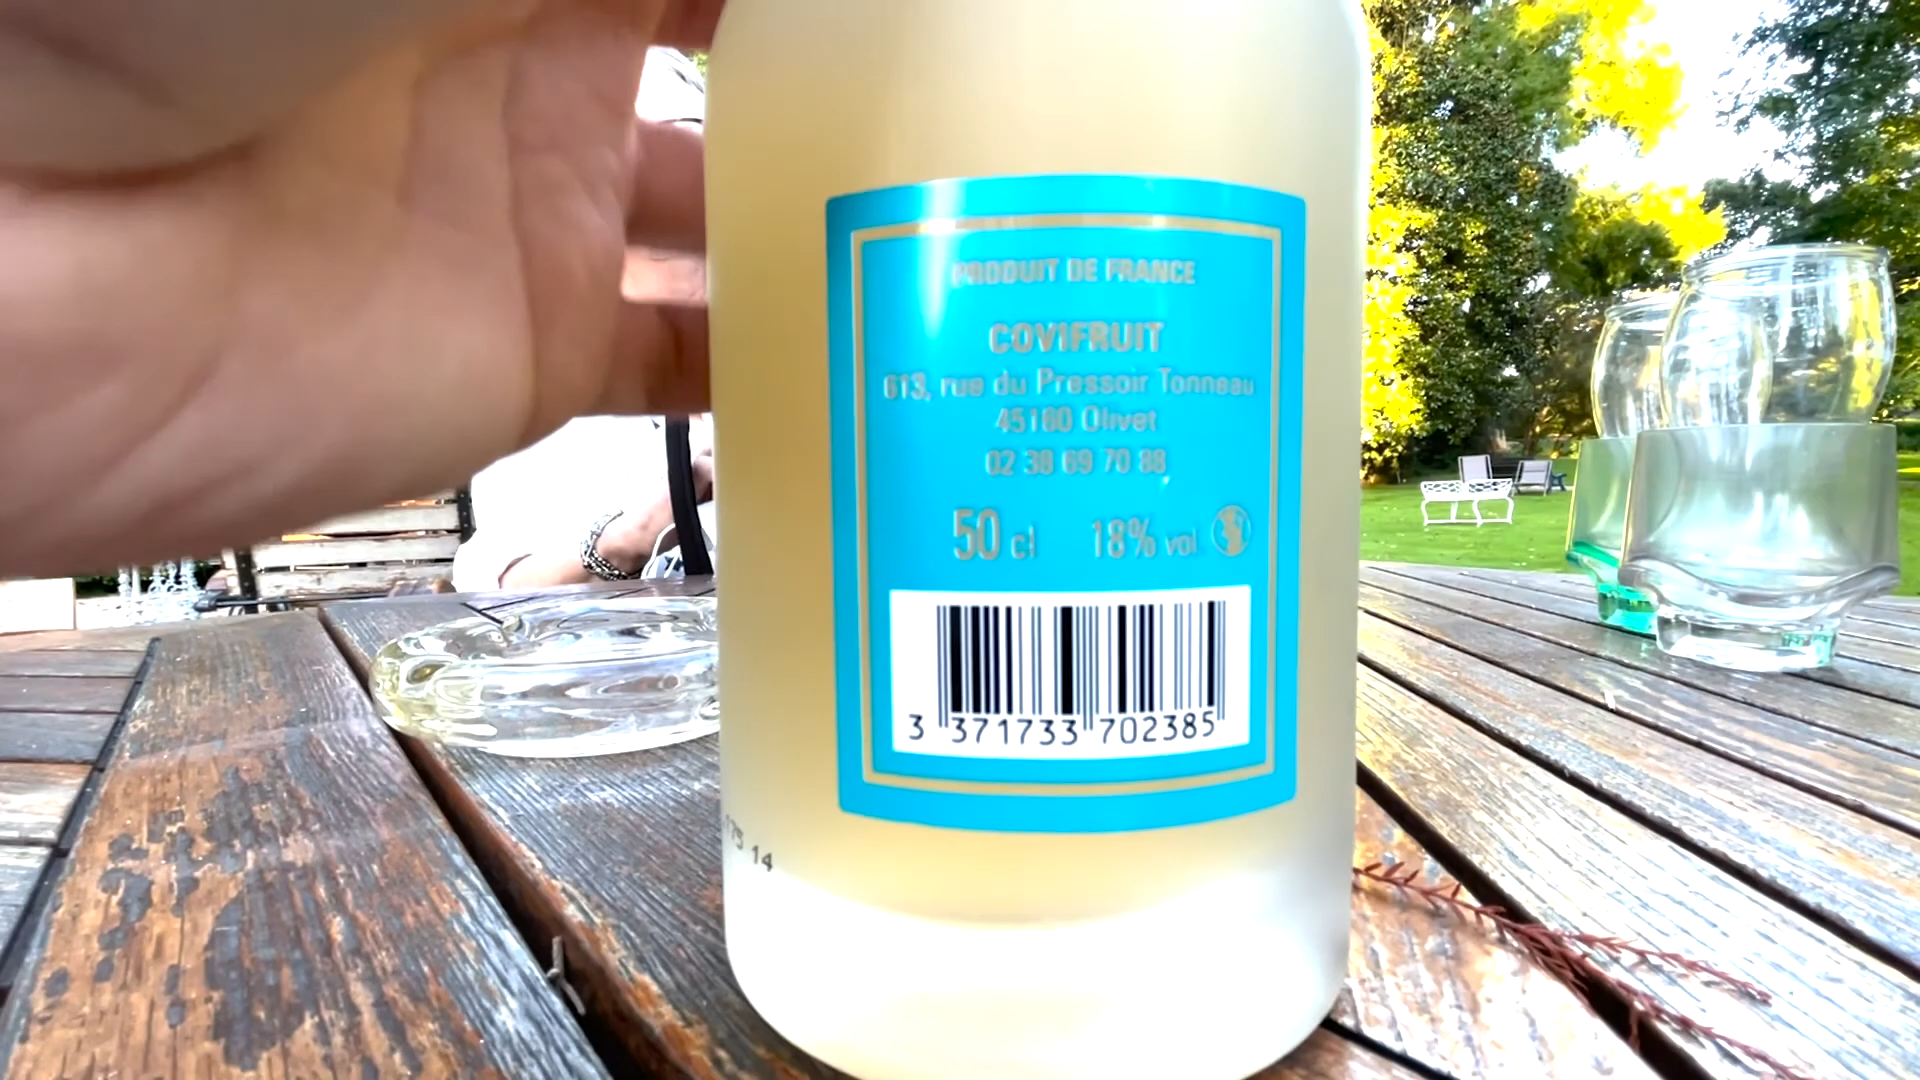 PRODUIT DE FRANCE
COVIFRUIT
613, rue du Pressoir Tonneau
45160 Olivet
02 38 69 70 88
50 cl 18% vol
3 371733 702385
14